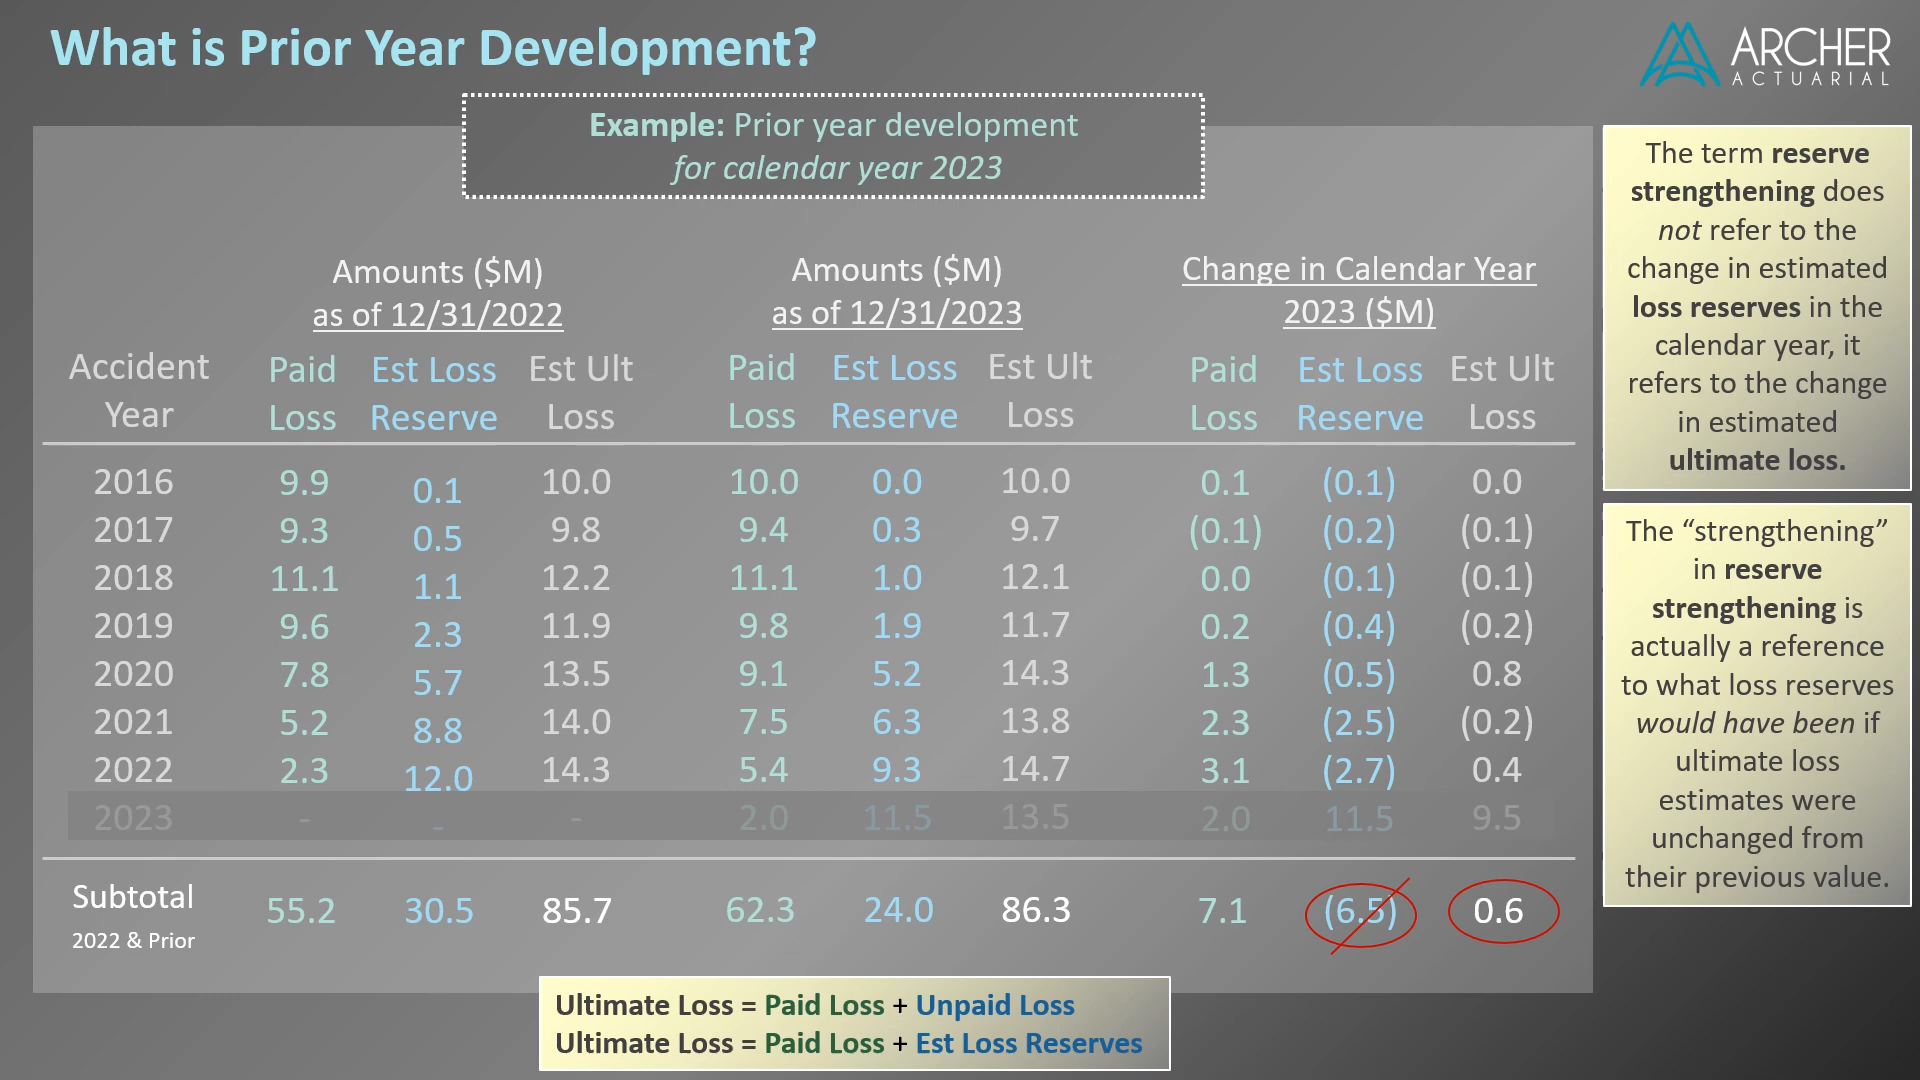 What is Prior Year Development?
ARCHER
ACTUARIAL
Example: Prior year development
for calendar year 2023
Amounts ($M)
as of 12/31/2022
Amounts ($M)
as of 12/31/2023
Change in Calendar Year
2023 ($M)
Accident Year Paid Loss Est Loss Reserve Est Ult Loss Paid Loss Est Loss Reserve Est Ult Loss Paid Loss Est Loss Reserve Est Ult Loss
2016 9.9 0.1 10.0 10.0 0.0 10.0 0.1 (0.1) 0.0
2017 9.3 0.5 9.8 9.4 0.3 9.7 (0.1) (0.2) (0.1)
2018 11.1 1.1 12.2 11.1 1.0 12.1 0.0 (0.1) (0.1)
2019 9.6 2.3 11.9 9.8 1.9 11.7 0.2 (0.4) (0.2)
2020 7.8 5.7 13.5 9.1 5.2 14.3 1.3 (0.5) 0.8
2021 5.2 8.8 14.0 7.5 6.3 13.8 2.3 (2.5) (0.2)
2022 2.3 12.0 14.3 5.4 9.3 14.7 3.1 (2.7) 0.4
2023 - - - 2.0 11.5 13.5 2.0 11.5 9.5
Subtotal 55.2 30.5 85.7 62.3 24.0 86.3 7.1 (6.5) 0.6
2022 & Prior
Ultimate Loss = Paid Loss + Unpaid Loss
Ultimate Loss = Paid Loss + Est Loss Reserves
The term reserve
strengthening does
not refer to the
change in estimated
loss reserves in the
calendar year, it
refers to the change
in estimated
ultimate loss.
The “strengthening”
in reserve
strengthening is
actually a reference
to what loss reserves
would have been if
ultimate loss
estimates were
unchanged from
their previous value.